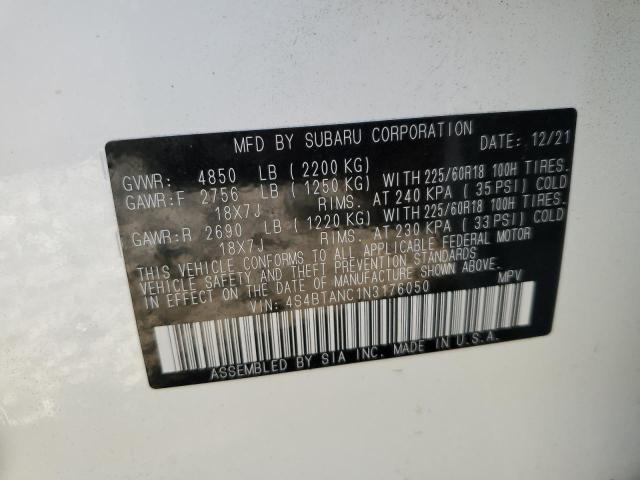 MFD BY SUBARU CORPORATION DATE: 12/21
GVWR: 4850 LB (2200 KG)
GAWR:F 2756 LB (1250 KG) WITH 225/60R18 100H TIRES.
18X7J RIMS. AT 240 KPA (35 PSI) COLD
GAWR:R 2690 LB (1220 KG) WITH 225/60R18 100H TIRES.
18X7J RIMS. AT 230 KPA (33 PSI) COLD
THIS VEHICLE CONFORMS TO ALL APPLICABLE FEDERAL MOTOR
VEHICLE SAFETY, BUMPER, AND THEFT PREVENTION STANDARDS
IN EFFECT ON THE DATE OF MANUFACTURE SHOWN ABOVE.
VIN: 4S4BTANC1N3176050 MPV
ASSEMBLED BY SIA INC. MADE IN U.S.A.